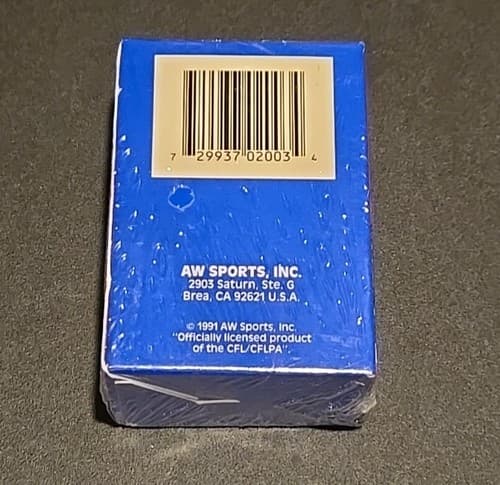 7 29937 02003 4
AW SPORTS, INC.
2903 Saturn, Ste. G
Brea, CA 92621 U.S.A.
© 1991 AW Sports, Inc.
"Officially licensed product
of the CFL/CFLPA".